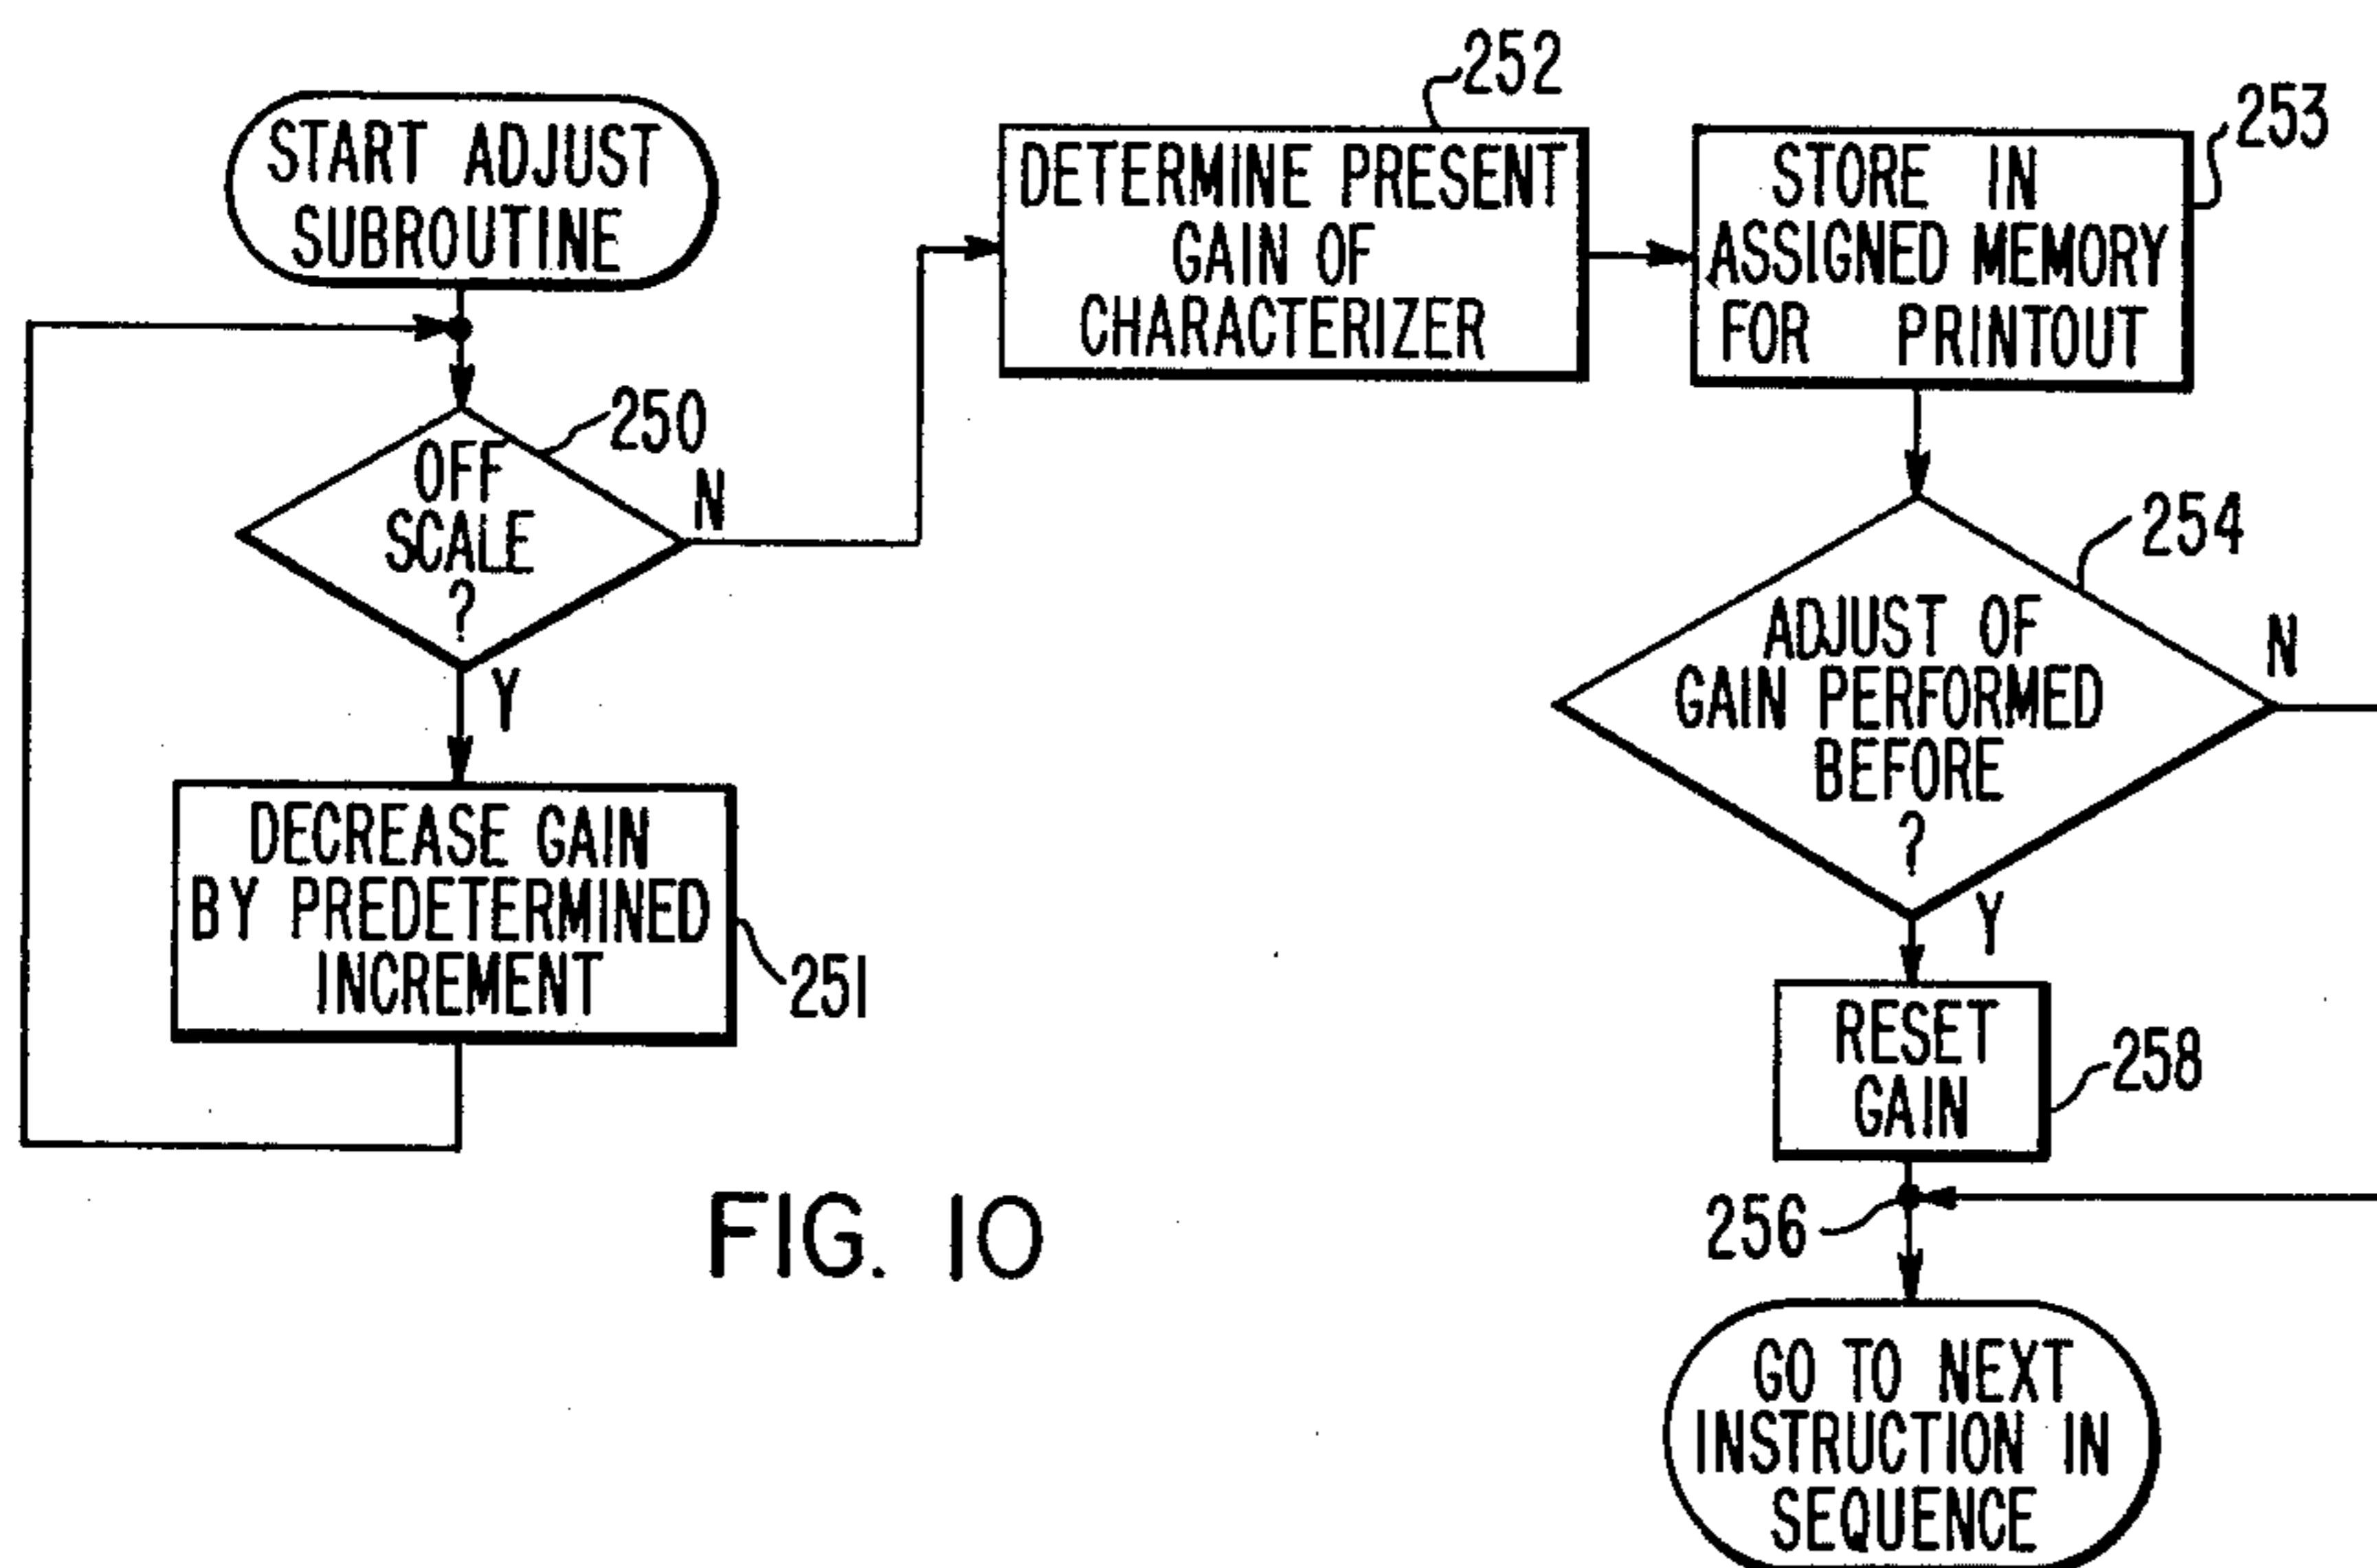 START ADJUST
SUBROUTINE
250
OFF
SCALE
?
N
Y
DECREASE GAIN
BY PREDETERMINED
INCREMENT
251
252
DETERMINE PRESENT
GAIN OF
CHARACTERIZER
253
STORE IN
ASSIGNED MEMORY
FOR PRINTOUT
254
ADJUST OF
GAIN PERFORMED
BEFORE
?
N
Y
RESET
GAIN
258
256
GO TO NEXT
INSTRUCTION IN
SEQUENCE
FIG. 10